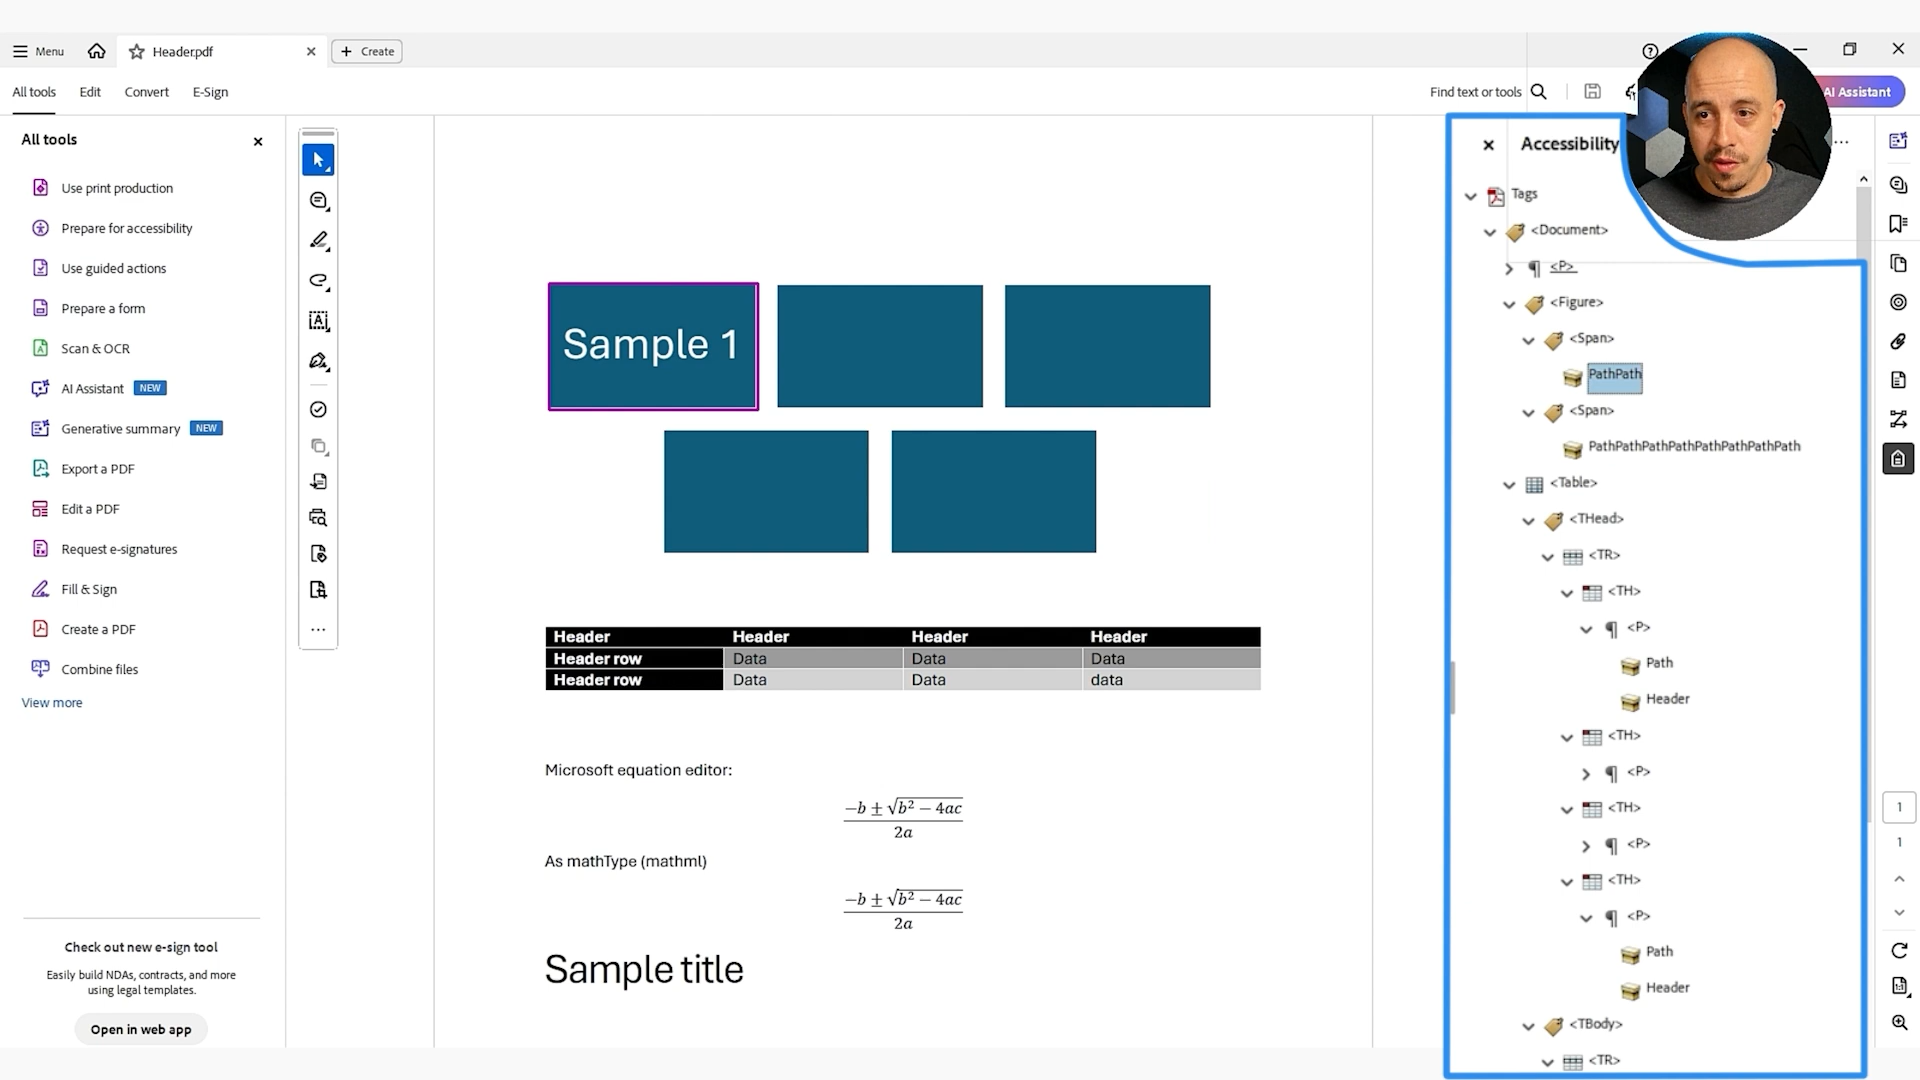 Menu
Header.pdf
Create
All tools
Edit
Convert
E-Sign
Find text or tools
AI Assistant
All tools
Use print production
Prepare for accessibility
Use guided actions
Prepare a form
Scan & OCR
AI Assistant NEW
Generative summary NEW
Export a PDF
Edit a PDF
Request e-signatures
Fill & Sign
Create a PDF
Combine files
View more
Check out new e-sign tool
Easily build NDAs, contracts, and more
using legal templates.
Open in web app
Sample 1
Header Header Header Header
Header row Data Data Data
Header row Data Data data
Microsoft equation editor:
−b ± √b² − 4ac
2a
As mathType (mathml)
−b ± √b² − 4ac
2a
Sample title
Accessibility
Tags
<Document>
<P>
<Figure>
<Span>
PathPath
<Span>
PathPathPathPathPathPathPathPath
<Table>
<THead>
<TR>
<TH>
<P>
Path
Header
<TH>
<P>
<TH>
<P>
<TH>
<P>
Path
Header
<TBody>
<TR>
1
1